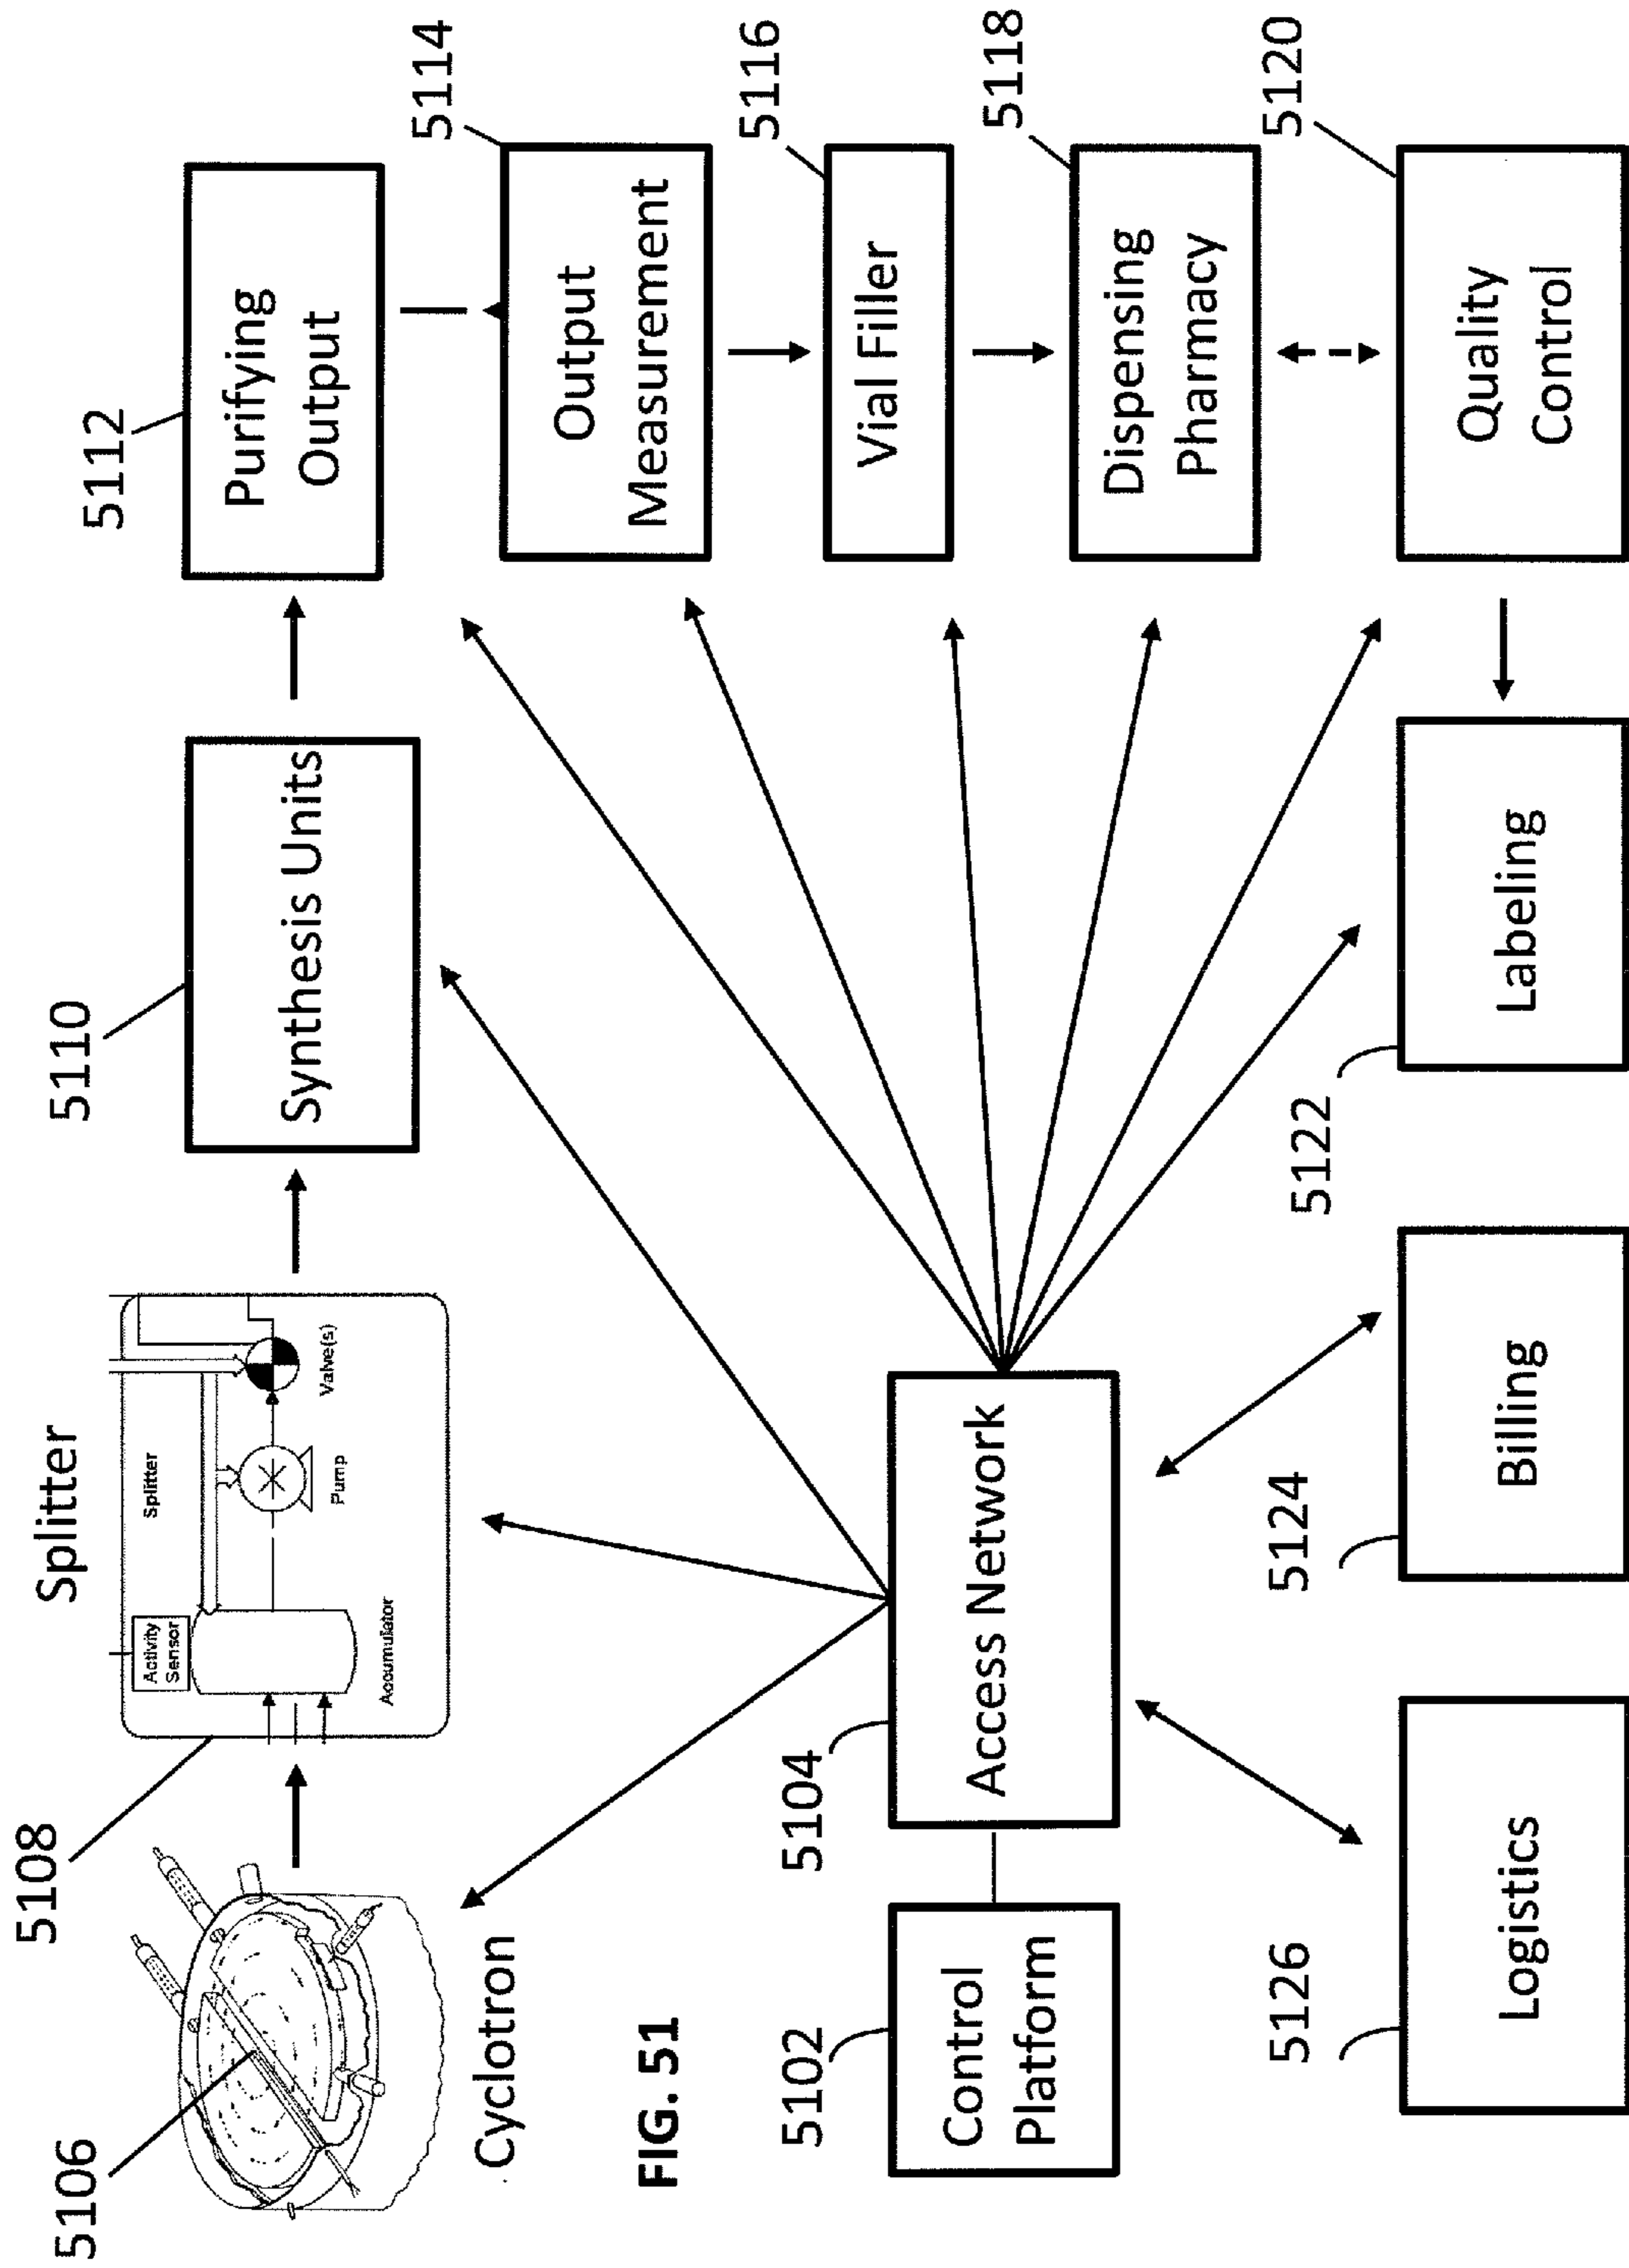 5106
Cyclotron
5108
Splitter
Activity
Sensor
Splitter
Accumulator
Pump
Valve(s)
5110
Synthesis Units
5112
Purifying
Output
5114
Output
Measurement
5116
Vial Filler
5118
Dispensing
Pharmacy
5120
Quality
Control
5122
Labeling
5124
Billing
5126
Logistics
5102
Control
Platform
5104
Access Network
FIG. 51